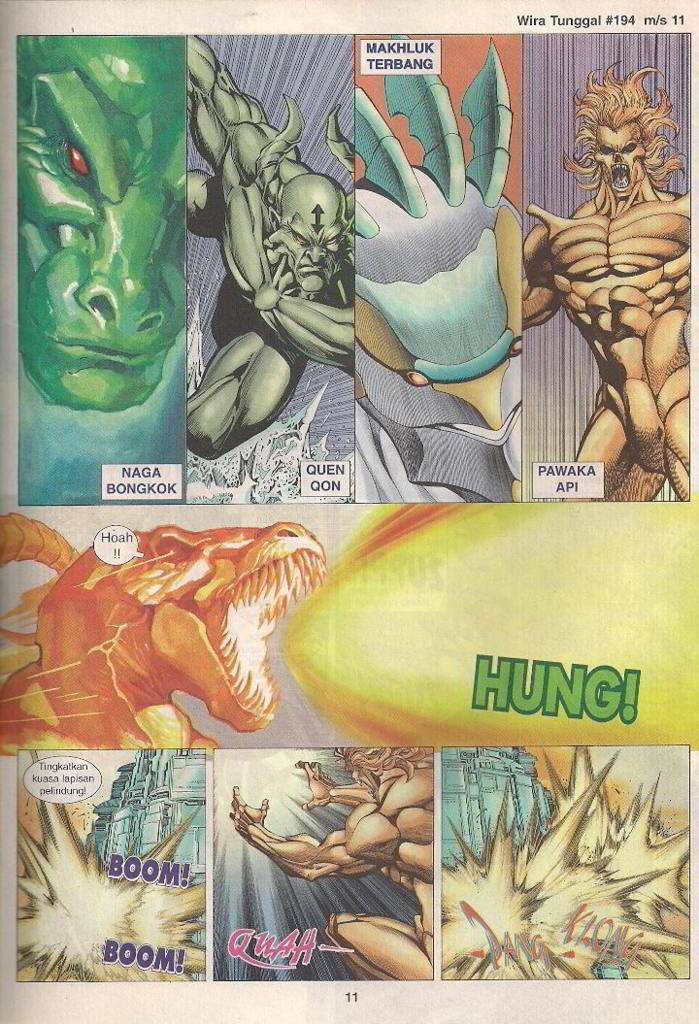 Wira Tunggal #194 m/s 11
MAKHLUK
TERBANG
NAGA
BONGKOK
QUEN
QON
PAWAKA
API
Hoah
!!
HUNG!
Tingkatkan
kuasa lapisan
pelindung!
BOOM!
BOOM!
QUAH
DANG
KLONG
11